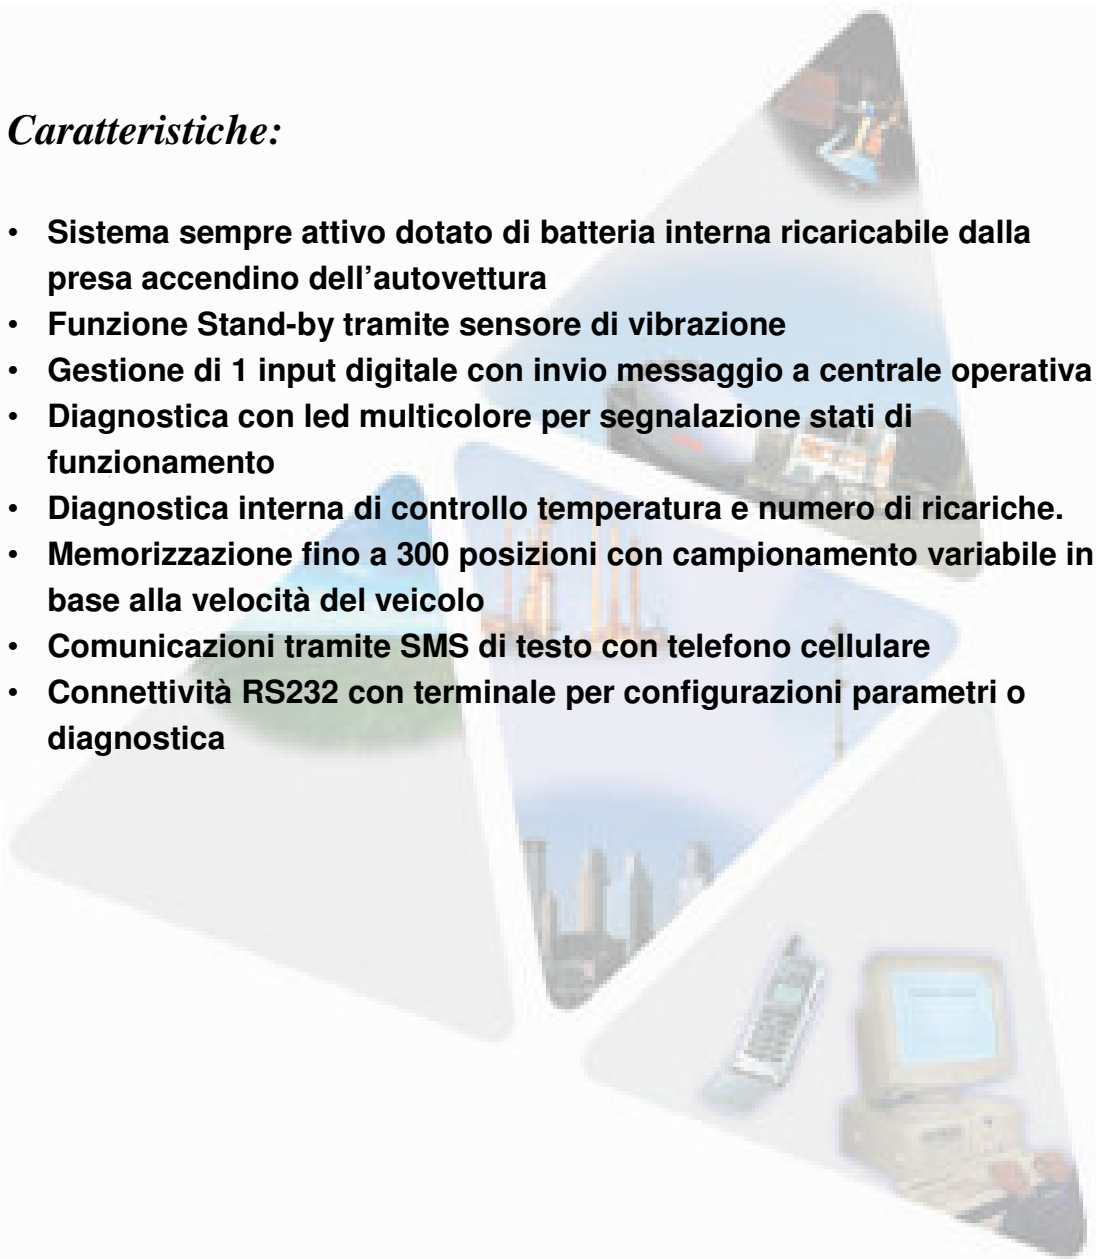 Caratteristiche:
• Sistema sempre attivo dotato di batteria interna ricaricabile dalla
presa accendino dell’autovettura
• Funzione Stand-by tramite sensore di vibrazione
• Gestione di 1 input digitale con invio messaggio a centrale operativa
• Diagnostica con led multicolore per segnalazione stati di
funzionamento
• Diagnostica interna di controllo temperatura e numero di ricariche.
• Memorizzazione fino a 300 posizioni con campionamento variabile in
base alla velocità del veicolo
• Comunicazioni tramite SMS di testo con telefono cellulare
• Connettività RS232 con terminale per configurazioni parametri o
diagnostica